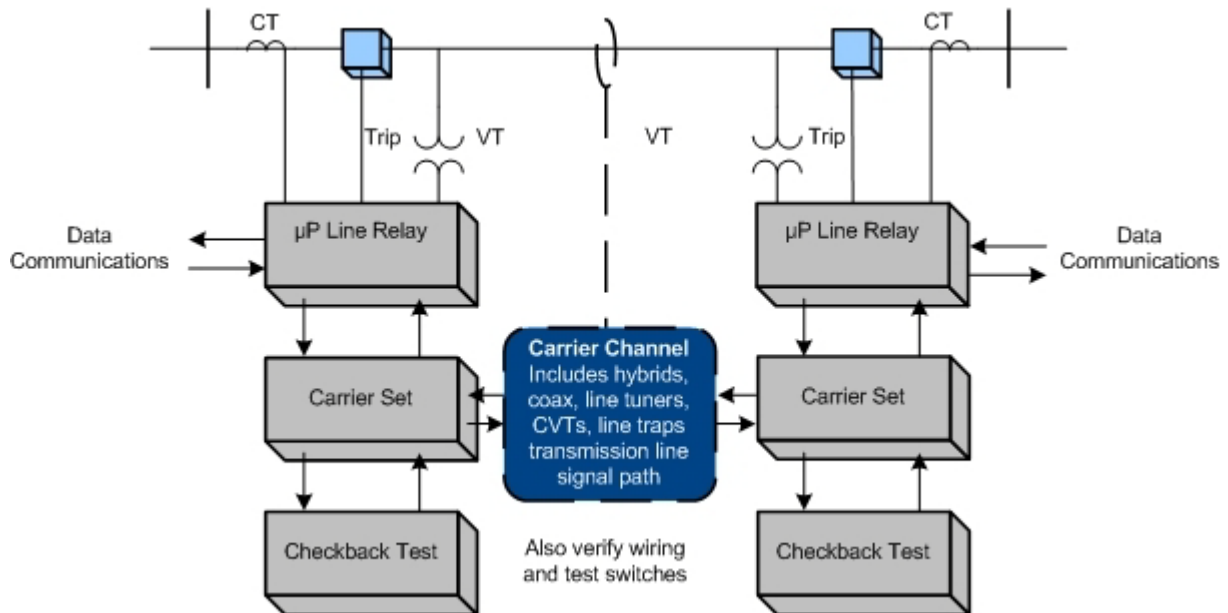 CT
CT
Trip
VT
VT
Trip
µP Line Relay
µP Line Relay
Data
Communications
Data
Communications
Carrier Channel
Includes hybrids,
coax, line tuners,
CVTs, line traps
transmission line
signal path
Carrier Set
Carrier Set
Checkback Test
Also verify wiring
and test switches
Checkback Test